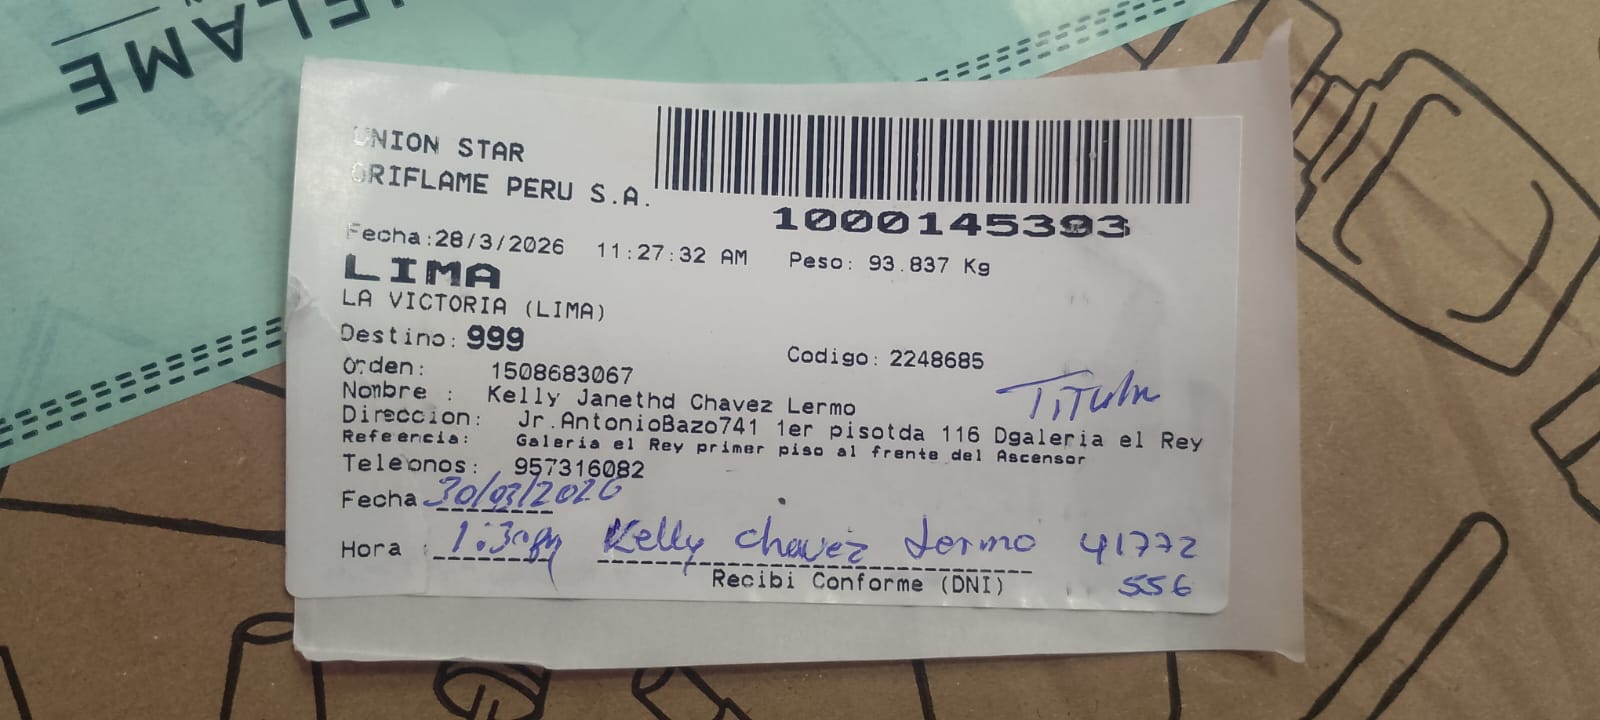 FLAME
UNION STAR
ORIFLAME PERU S.A.
1000145393
Fecha:28/3/2026 11:27:32 AM Peso: 93.837 Kg
LIMA
LA VICTORIA (LIMA)
Destino: 999
Codigo: 2248685
Orden: 1508683067
Titular
Nombre : Kelly Janethd Chavez Lermo
Direccion: Jr.AntonioBazo741 1er pisotda 116 Dgaleria el Rey
Refeencia: Galeria el Rey primer piso al frente del Ascensor
Teleonos: 957316082
Fecha 30/03/2026
Hora : 1:30pm Kelly Chavez Lermo 41772
556
Recibi Conforme (DNI)